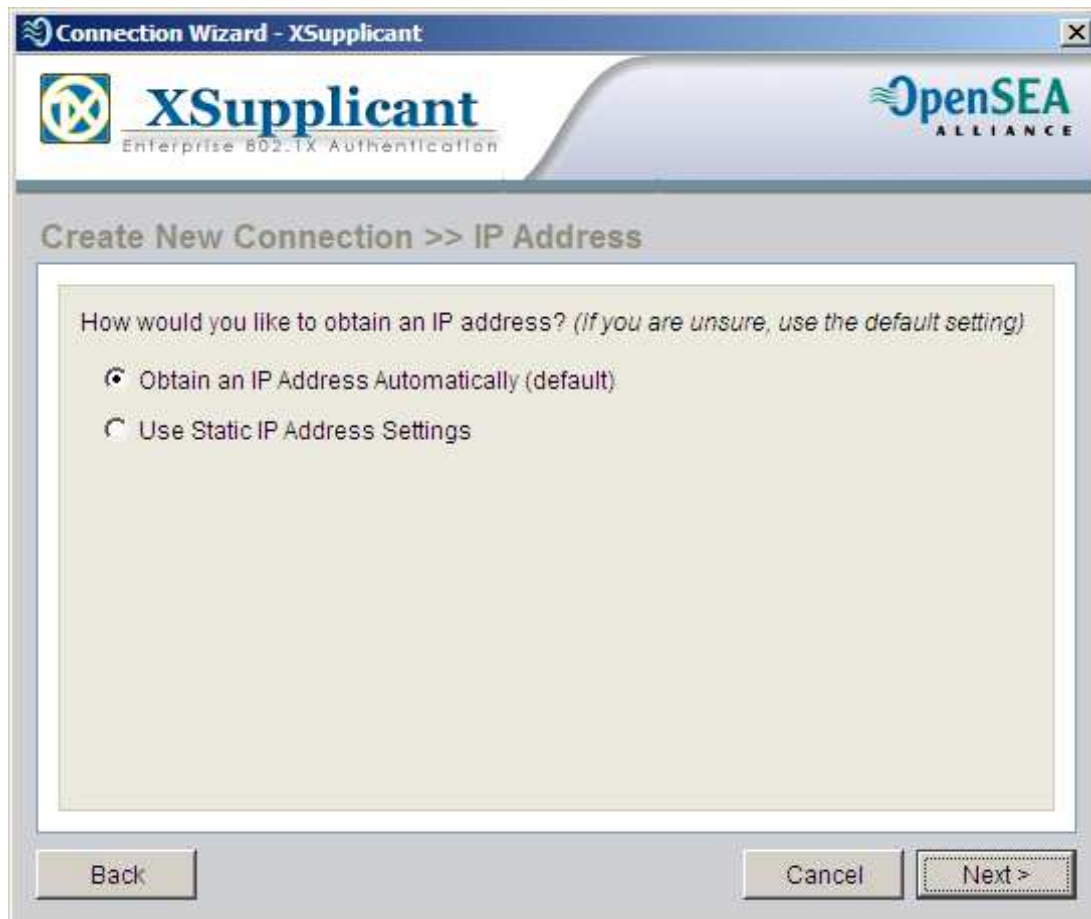 Connection Wizard - XSupplicant
1X
XSupplicant
Enterprise 802.1X Authentication
OpenSEA
ALLIANCE
Create New Connection >> IP Address
How would you like to obtain an IP address? (if you are unsure, use the default setting)
Obtain an IP Address Automatically (default)
Use Static IP Address Settings
Back
Cancel
Next >